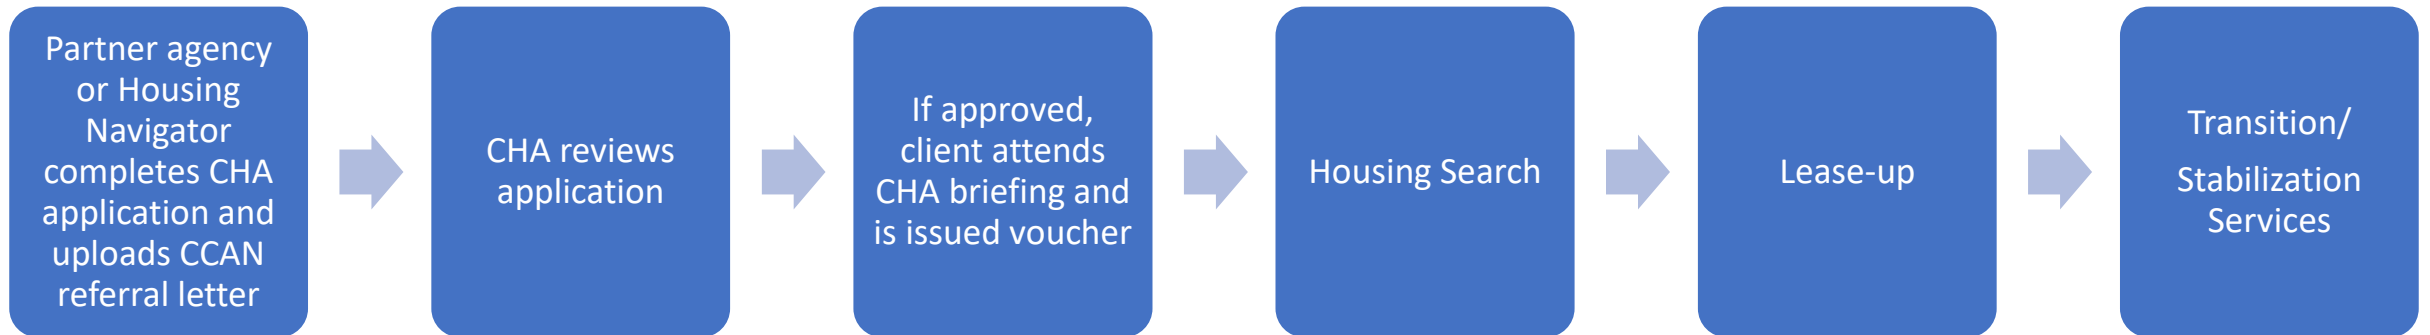 Partner agency
or Housing
Navigator
completes CHA
application and
uploads CCAN
referral letter
CHA reviews
application
If approved,
client attends
CHA briefing and
is issued voucher
Housing Search
Lease-up
Transition/
Stabilization
Services